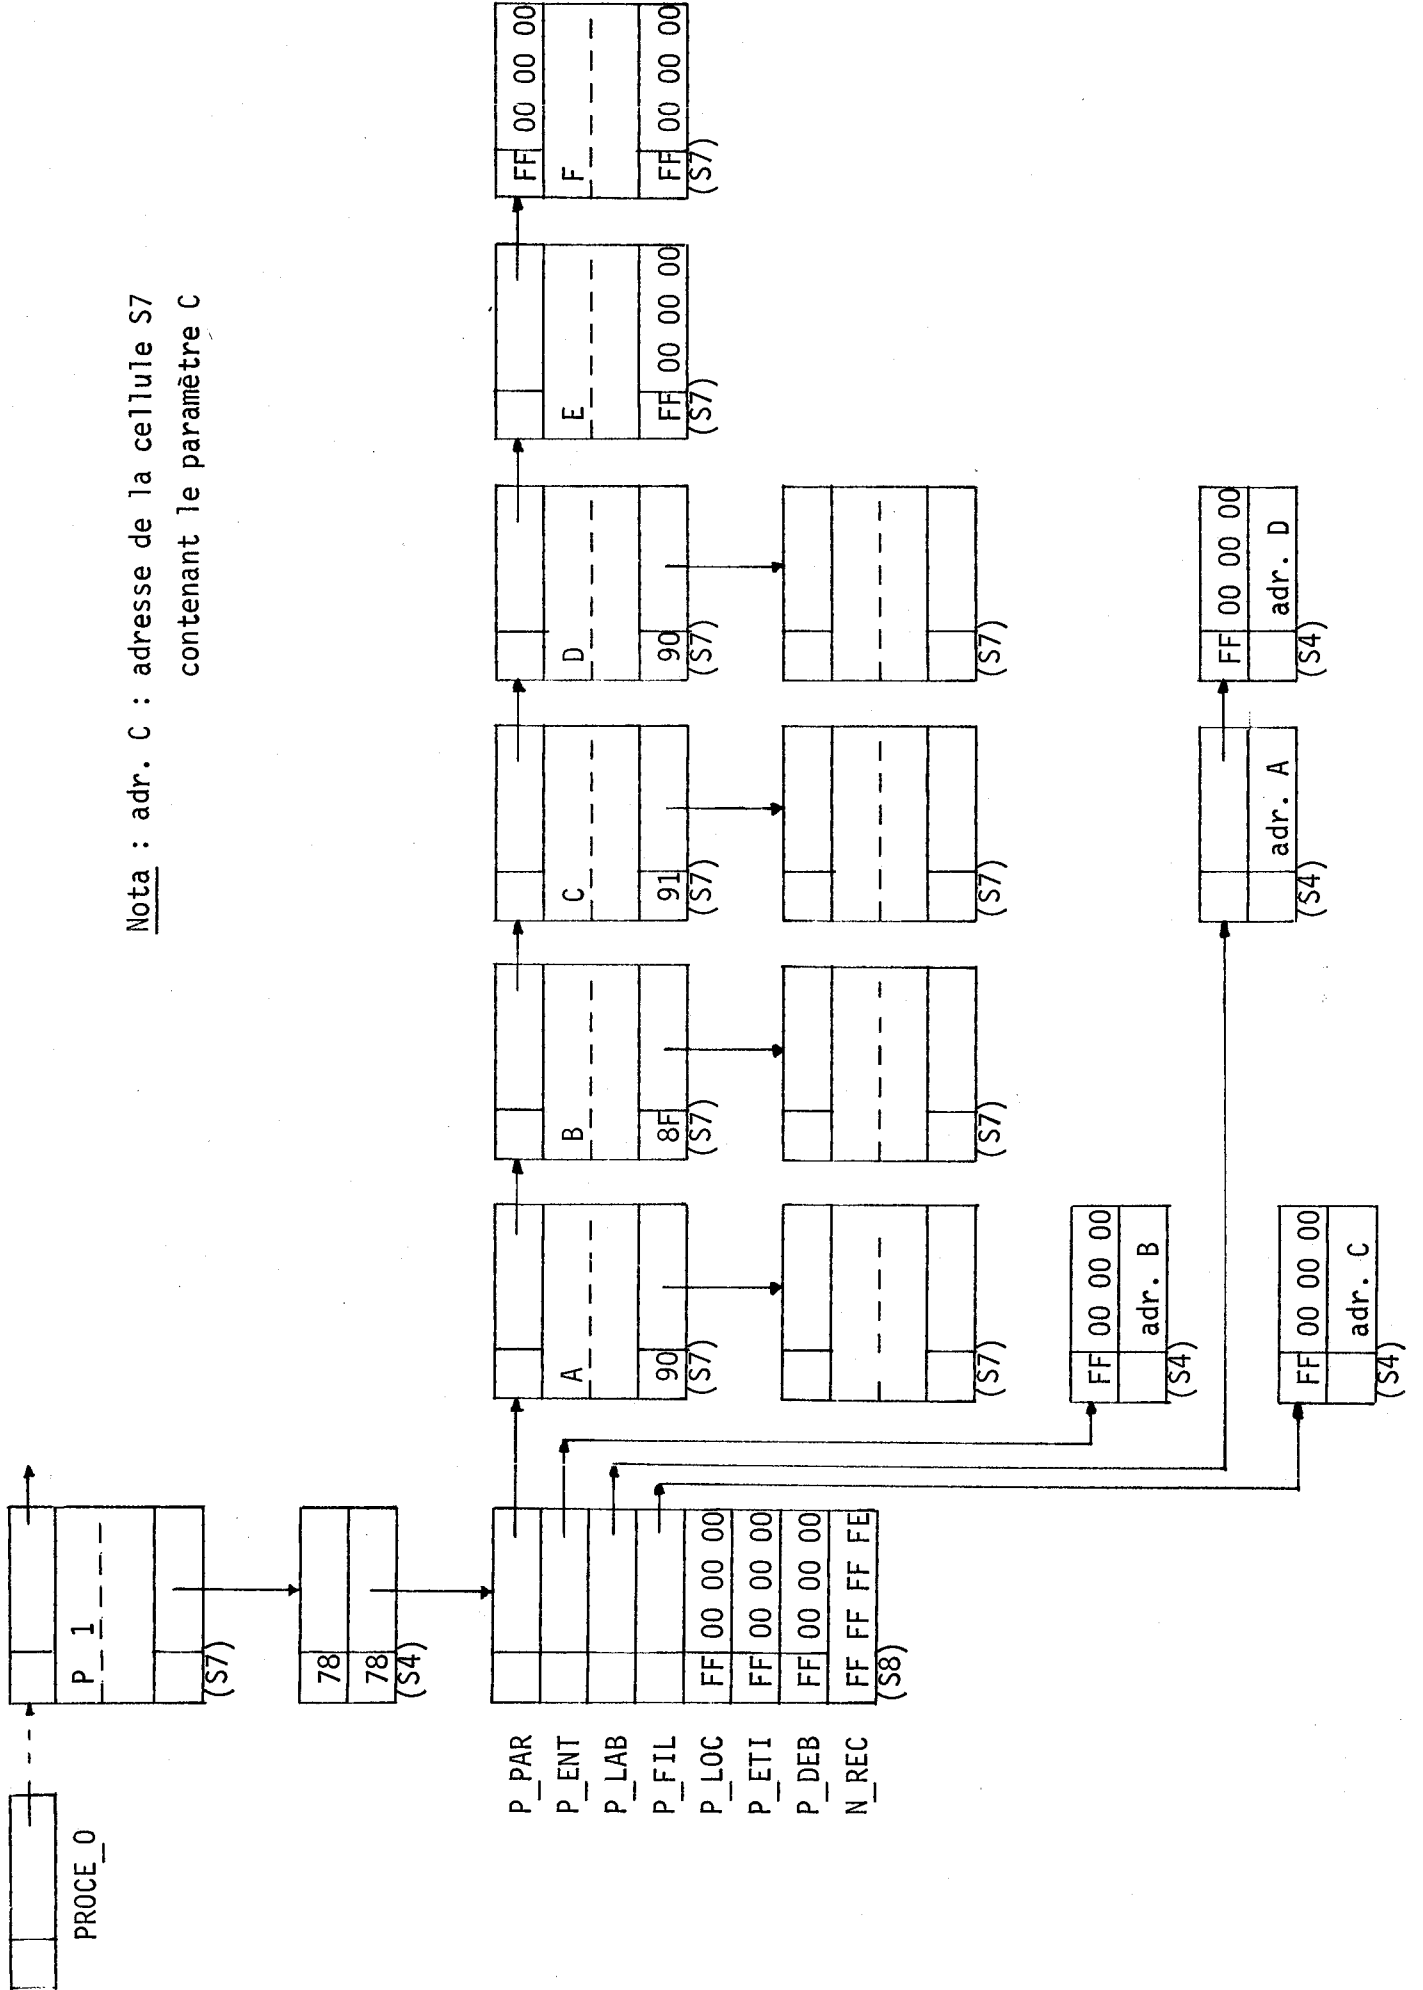 Nota : adr. C : adresse de la cellule S7
contenant le paramètre C
PROCE_0
P 1
(S7)
78
78
(S4)
P_PAR
P_ENT
P_LAB
P_FIL
P_LOC FF 00 00 00
P_ETI FF 00 00 00
P_DEB FF 00 00 00
N_REC FF FF FF FE
(S8)
A
90
(S7)
B
8F
(S7)
C
91
(S7)
D
90
(S7)
E
FF 00 00 00
(S7)
FF 00 00 00
F
FF 00 00 00
(S7)
(S7)
(S7)
(S7)
(S7)
FF 00 00 00
adr. B
(S4)
adr. A
(S4)
FF 00 00 00
adr. D
(S4)
FF 00 00 00
adr. C
(S4)